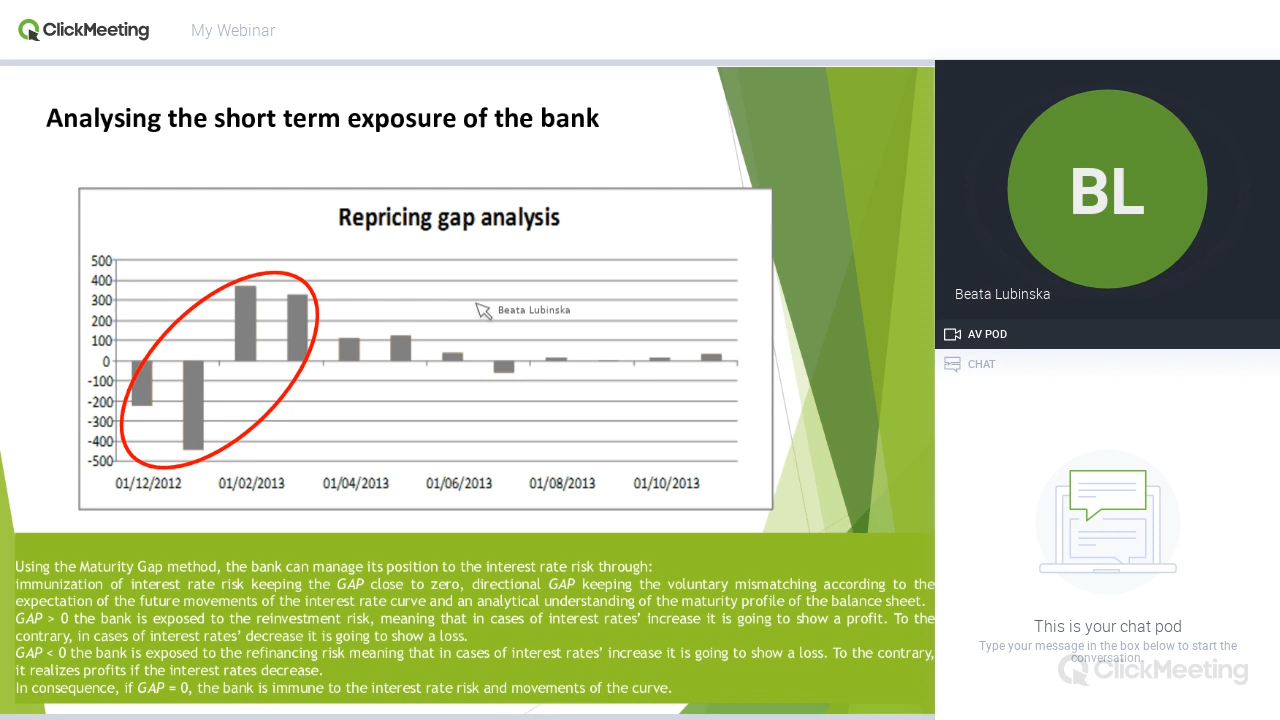 ClickMeeting My Webinar
Analysing the short term exposure of the bank
Repricing gap analysis
500
400
300
200
100
0
-100
-200
-300
-400
-500
01/12/2012 01/02/2013 01/04/2013 01/06/2013 01/08/2013 01/10/2013
Beata Lubinska
Using the Maturity Gap method, the bank can manage its position to the interest rate risk through:
immunization of interest rate risk keeping the GAP close to zero, directional GAP keeping the voluntary mismatching according to the
expectation of the future movements of the interest rate curve and an analytical understanding of the maturity profile of the balance sheet.
GAP > 0 the bank is exposed to the reinvestment risk, meaning that in cases of interest rates' increase it is going to show a profit. To the
contrary, in cases of interest rates' decrease it is going to show a loss.
GAP < 0 the bank is exposed to the refinancing risk meaning that in cases of interest rates' increase it is going to show a loss. To the contrary,
it realizes profits if the interest rates decrease.
In consequence, if GAP = 0, the bank is immune to the interest rate risk and movements of the curve.
BL
Beata Lubinska
AV POD
CHAT
This is your chat pod
Type your message in the box below to start the
conversation.
ClickMeeting